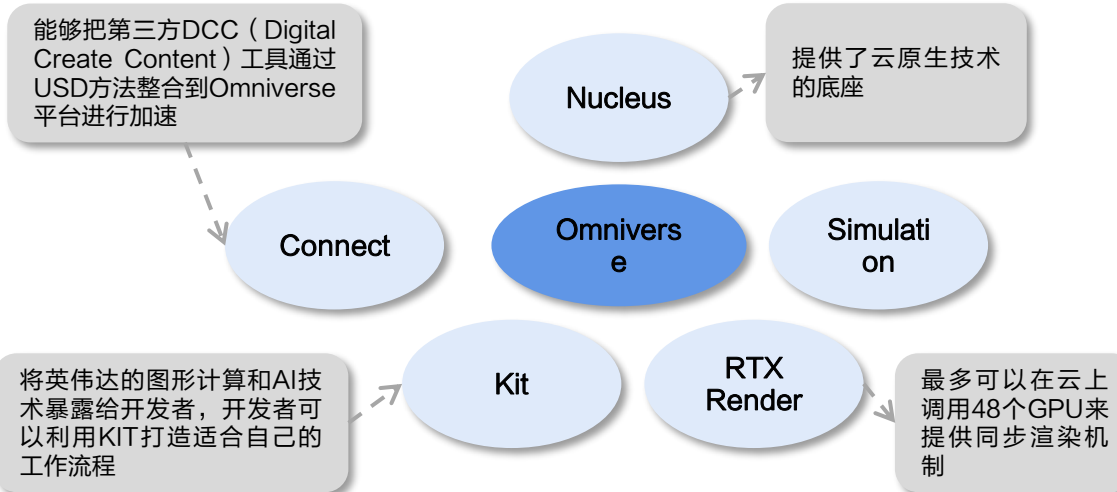 能够把第三方DCC（Digital
Create Content）工具通过
USD方法整合到Omniverse
平台进行加速
Nucleus
提供了云原生技术
的底座
Connect
Omnivers
e
Simulati
on
将英伟达的图形计算和AI技
术暴露给开发者，开发者可
以利用KIT打造适合自己的
工作流程
Kit
RTX
Render
最多可以在云上
调用48个GPU来
提供同步渲染机
制